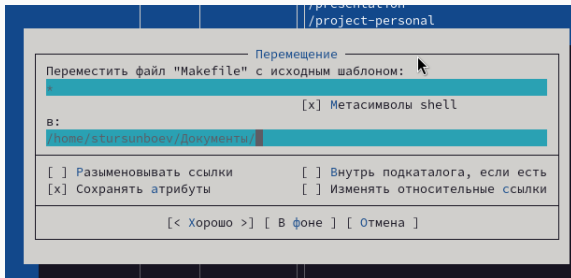 /presentation
/project-personal
Перемещение
Переместить файл "Makefile" с исходным шаблоном:
*
[x] Метасимволы shell
в:
/home/stursunboev/Документы/
[ ] Разыменовывать ссылки [ ] Внутрь подкаталога, если есть
[x] Сохранять атрибуты [ ] Изменять относительные ссылки
[< Хорошо >] [ В фоне ] [ Отмена ]